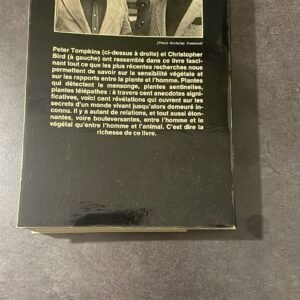 (Photo Nicholas Vreeland)
Peter Tompkins (ci-dessus à droite) et Christopher
Bird (à gauche) ont rassemblé dans ce livre fasci-
nant tout ce que les plus récentes recherches nous
permettent de savoir sur la sensibilité végétale et
sur les rapports entre la plante et l'homme. Plantes
qui détectent le mensonge, plantes sentinelles,
plantes télépathes : à travers cent anecdotes signi-
ficatives, voici cent révélations qui ouvrent sur les
secrets d'un monde vivant jusqu'alors demeuré in-
connu. Il y a autant de relations, et tout aussi éton-
nantes, voire bouleversantes, entre l'homme et le
végétal qu'entre l'homme et l'animal. C'est dire la
richesse de ce livre.